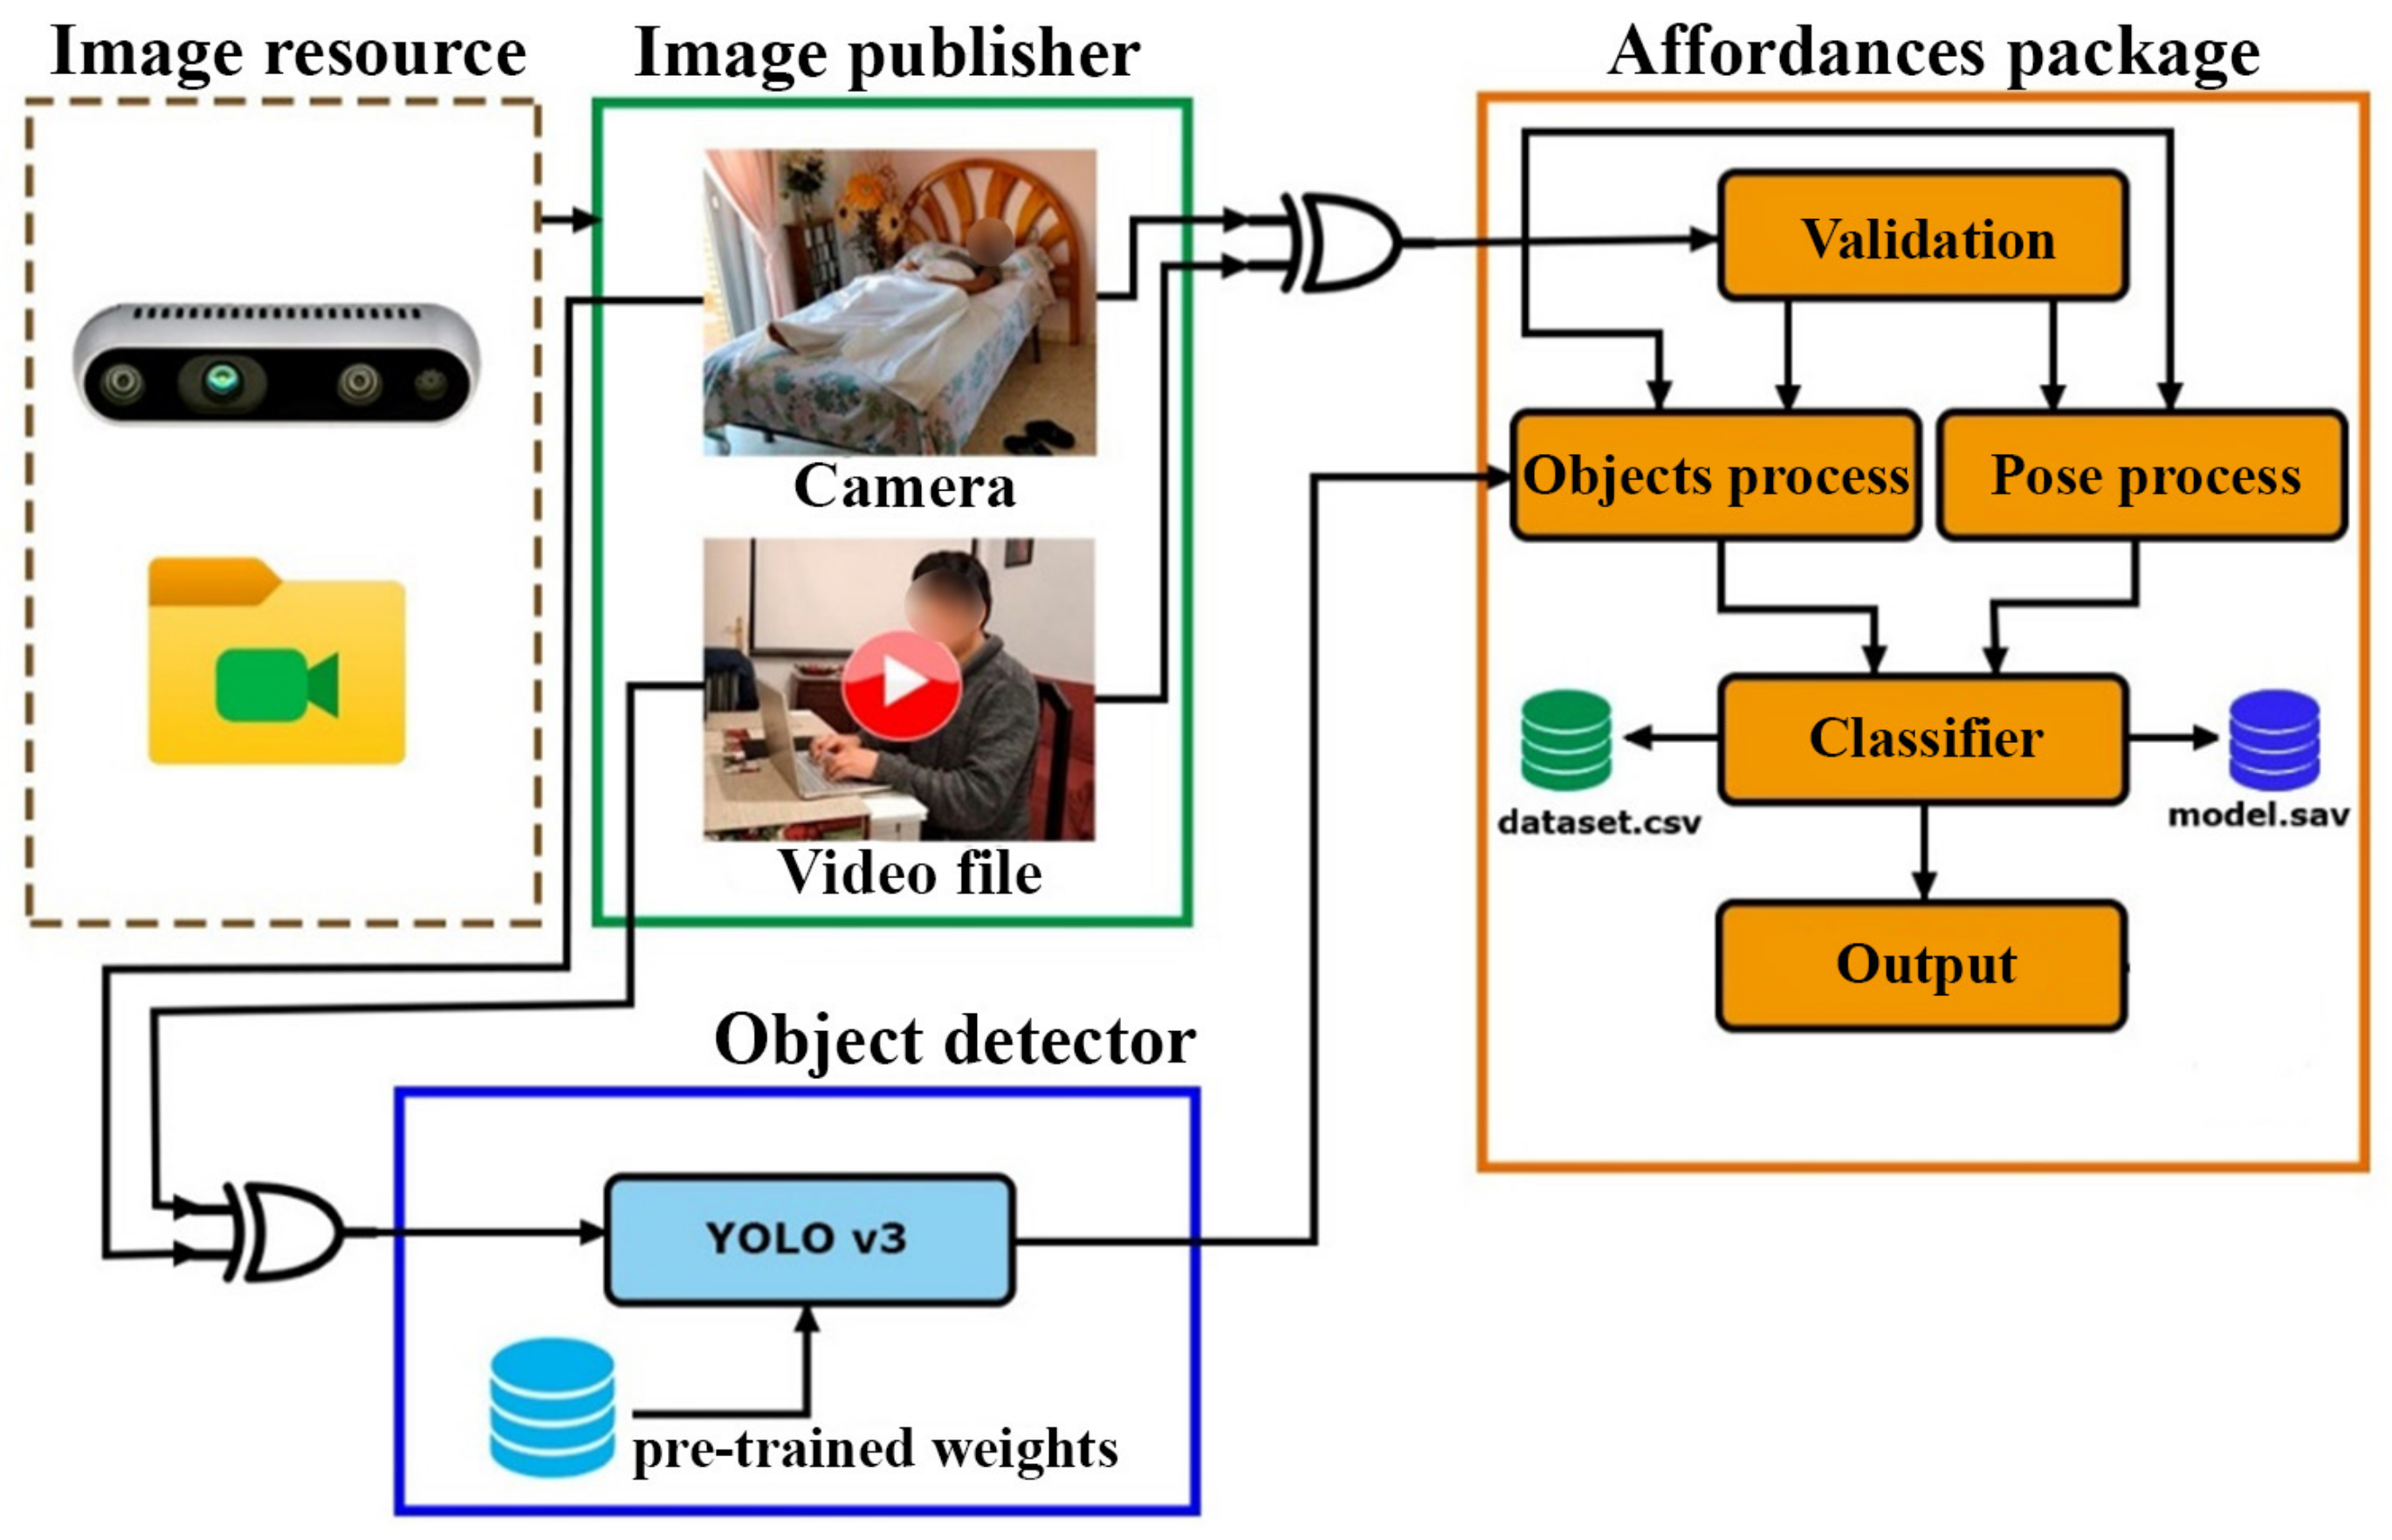 Image resource
Image publisher
Affordances package
Validation
Objects process
Pose process
Camera
Classifier
dataset.csv
model.sav
Video file
Output
Object detector
YOLO v3
pre-trained weights